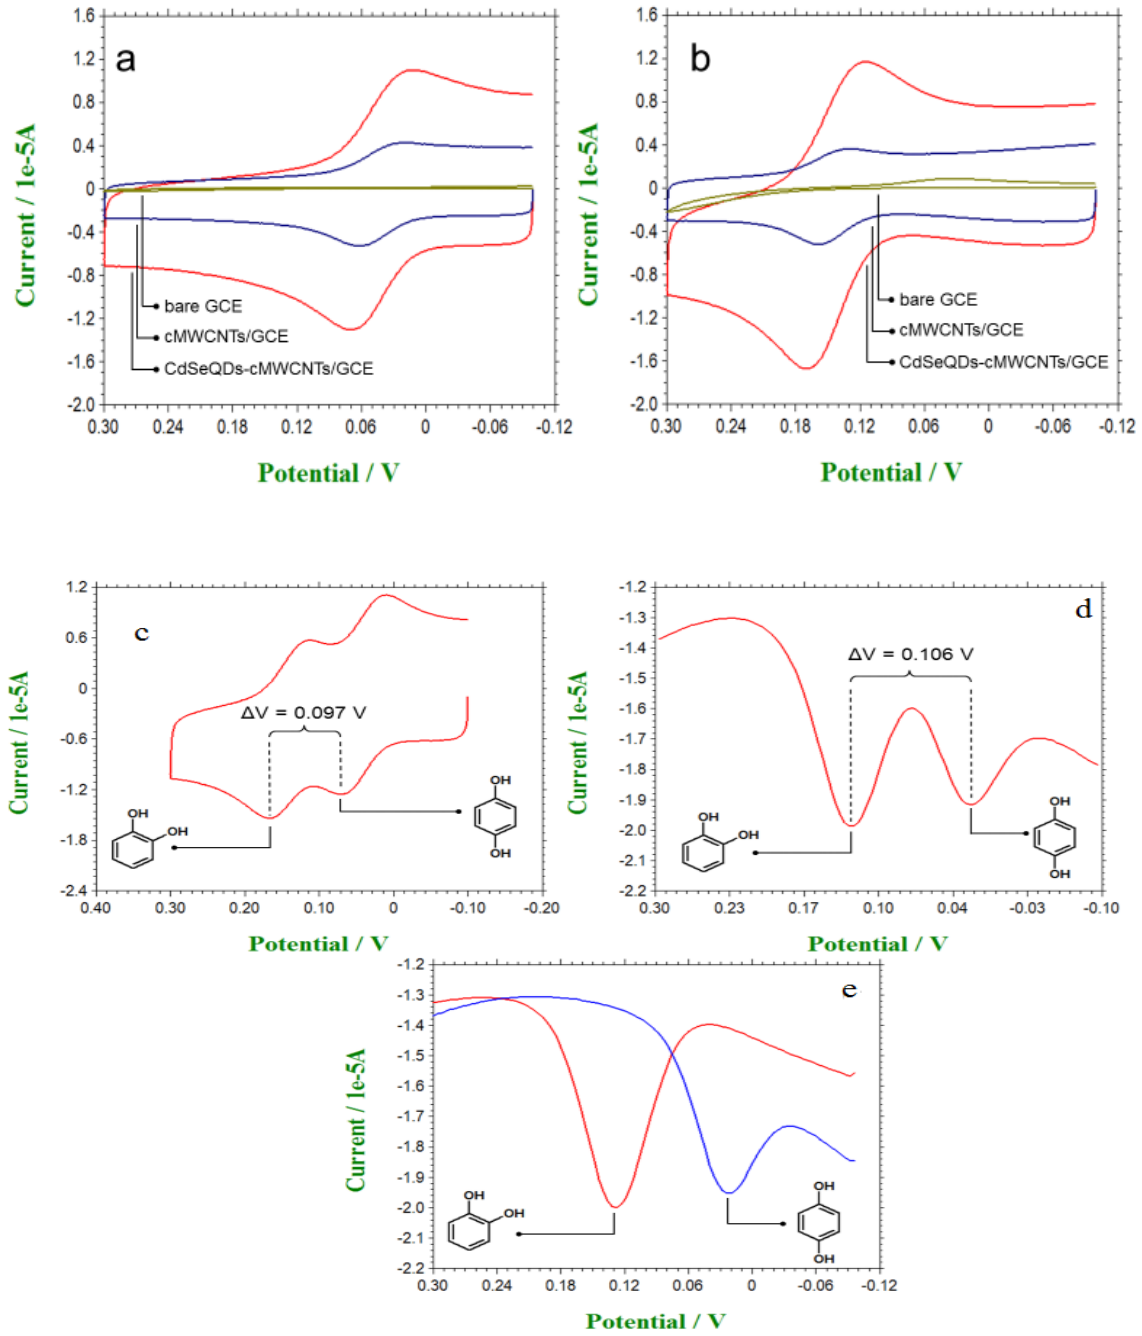 a
Current / 1e-5A
1.6
1.2
0.8
0.4
0
-0.4
-0.8
-1.2
-1.6
-2.0
bare GCE
cMWCNTs/GCE
CdSeQDs-cMWCNTs/GCE
0.30 0.24 0.18 0.12 0.06 0 -0.06 -0.12
Potential / V
b
Current / 1e-5A
1.6
1.2
0.8
0.4
0
-0.4
-0.8
-1.2
-1.6
-2.0
bare GCE
cMWCNTs/GCE
CdSeQDs-cMWCNTs/GCE
0.30 0.24 0.18 0.12 0.06 0 -0.06 -0.12
Potential / V
c
Current / 1e-5A
1.2
0.6
0
-0.6
-1.2
-1.8
-2.4
ΔV = 0.097 V
OH
OH
OH
OH
0.40 0.30 0.20 0.10 0 -0.10 -0.20
Potential / V
d
Current / 1e-5A
-1.2
-1.3
-1.4
-1.5
-1.6
-1.7
-1.8
-1.9
-2.0
-2.1
-2.2
ΔV = 0.106 V
OH
OH
OH
OH
0.30 0.23 0.17 0.10 0.04 -0.03 -0.10
Potential / V
e
Current / 1e-5A
-1.2
-1.3
-1.4
-1.5
-1.6
-1.7
-1.8
-1.9
-2.0
-2.1
-2.2
OH
OH
OH
OH
0.30 0.24 0.18 0.12 0.06 0 -0.06 -0.12
Potential / V